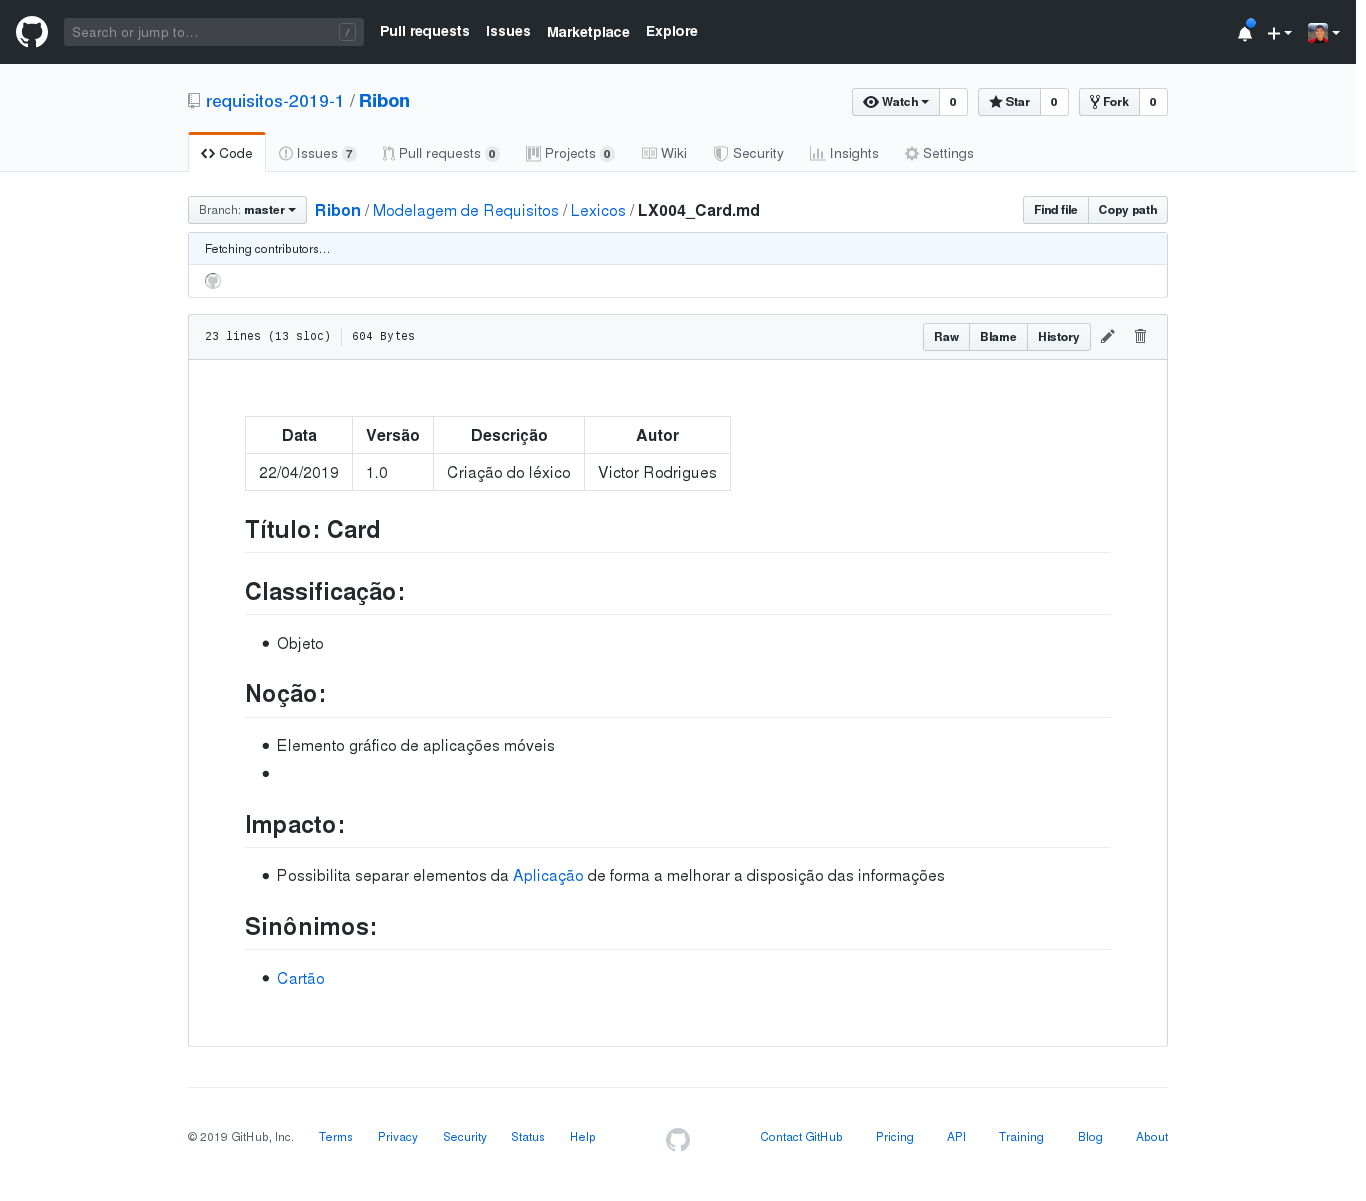 Search or jump to… /
Pull requests Issues Marketplace Explore
requisitos-2019-1 / Ribon
Watch 0 Star 0 Fork 0
Code Issues 7 Pull requests 0 Projects 0 Wiki Security Insights Settings
Branch: master Ribon / Modelagem de Requisitos / Lexicos / LX004_Card.md Find file Copy path
Fetching contributors…
23 lines (13 sloc) 604 Bytes Raw Blame History
Data Versão Descrição Autor
22/04/2019 1.0 Criação do léxico Victor Rodrigues
Título: Card
Classificação:
• Objeto
Noção:
• Elemento gráfico de aplicações móveis
•
Impacto:
• Possibilita separar elementos da Aplicação de forma a melhorar a disposição das informações
Sinônimos:
• Cartão
© 2019 GitHub, Inc. Terms Privacy Security Status Help Contact GitHub Pricing API Training Blog About